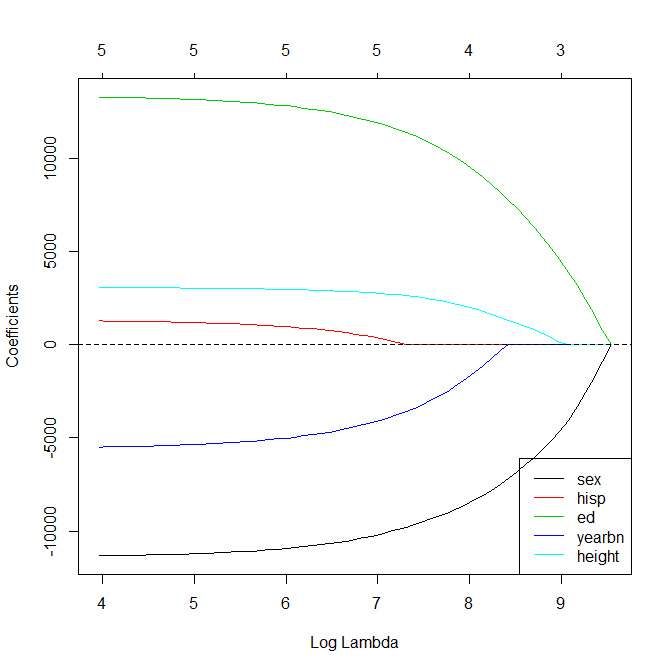 5 5 5 5 4 3
10000
5000
0
-5000
-10000
Coefficients
sex
hisp
ed
yearbn
height
4 5 6 7 8 9
Log Lambda